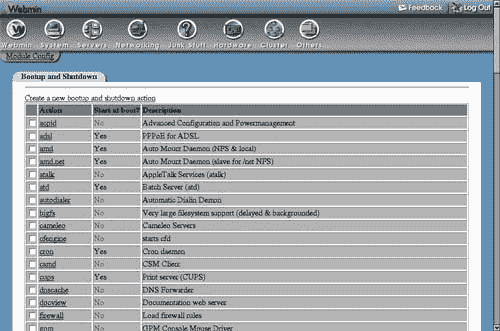 Webmin
Feedback Log Out
Webmin System Servers Networking Junk Stuff Hardware Cluster Others
Module Config
Bootup and Shutdown
Create a new bootup and shutdown action
Action Start at boot? Description
acpid No Advanced Configuration and Powermanagement
adsl Yes PPPoE for ADSL
amd Yes Auto Mount Daemon (NFS & local)
amd.net Yes Auto Mount Daemon (slave for /net NFS)
atalk No AppleTalk Services (atalk)
atd Yes Batch Server (atd)
autodialer No Automatic Dialin Demon
bigfs No Very large filesystem support (delayed & backgrounded)
cameleo No Cameleo Servers
cfengine No starts cfd
cron Yes Cron daemon
csmd No CSM Client
cups Yes Print server (CUPS)
dnscache No DNS Forwarder
docview No Documentation web server
firewall No Load firewall rules
gpm No GPM Console Mouse Driver